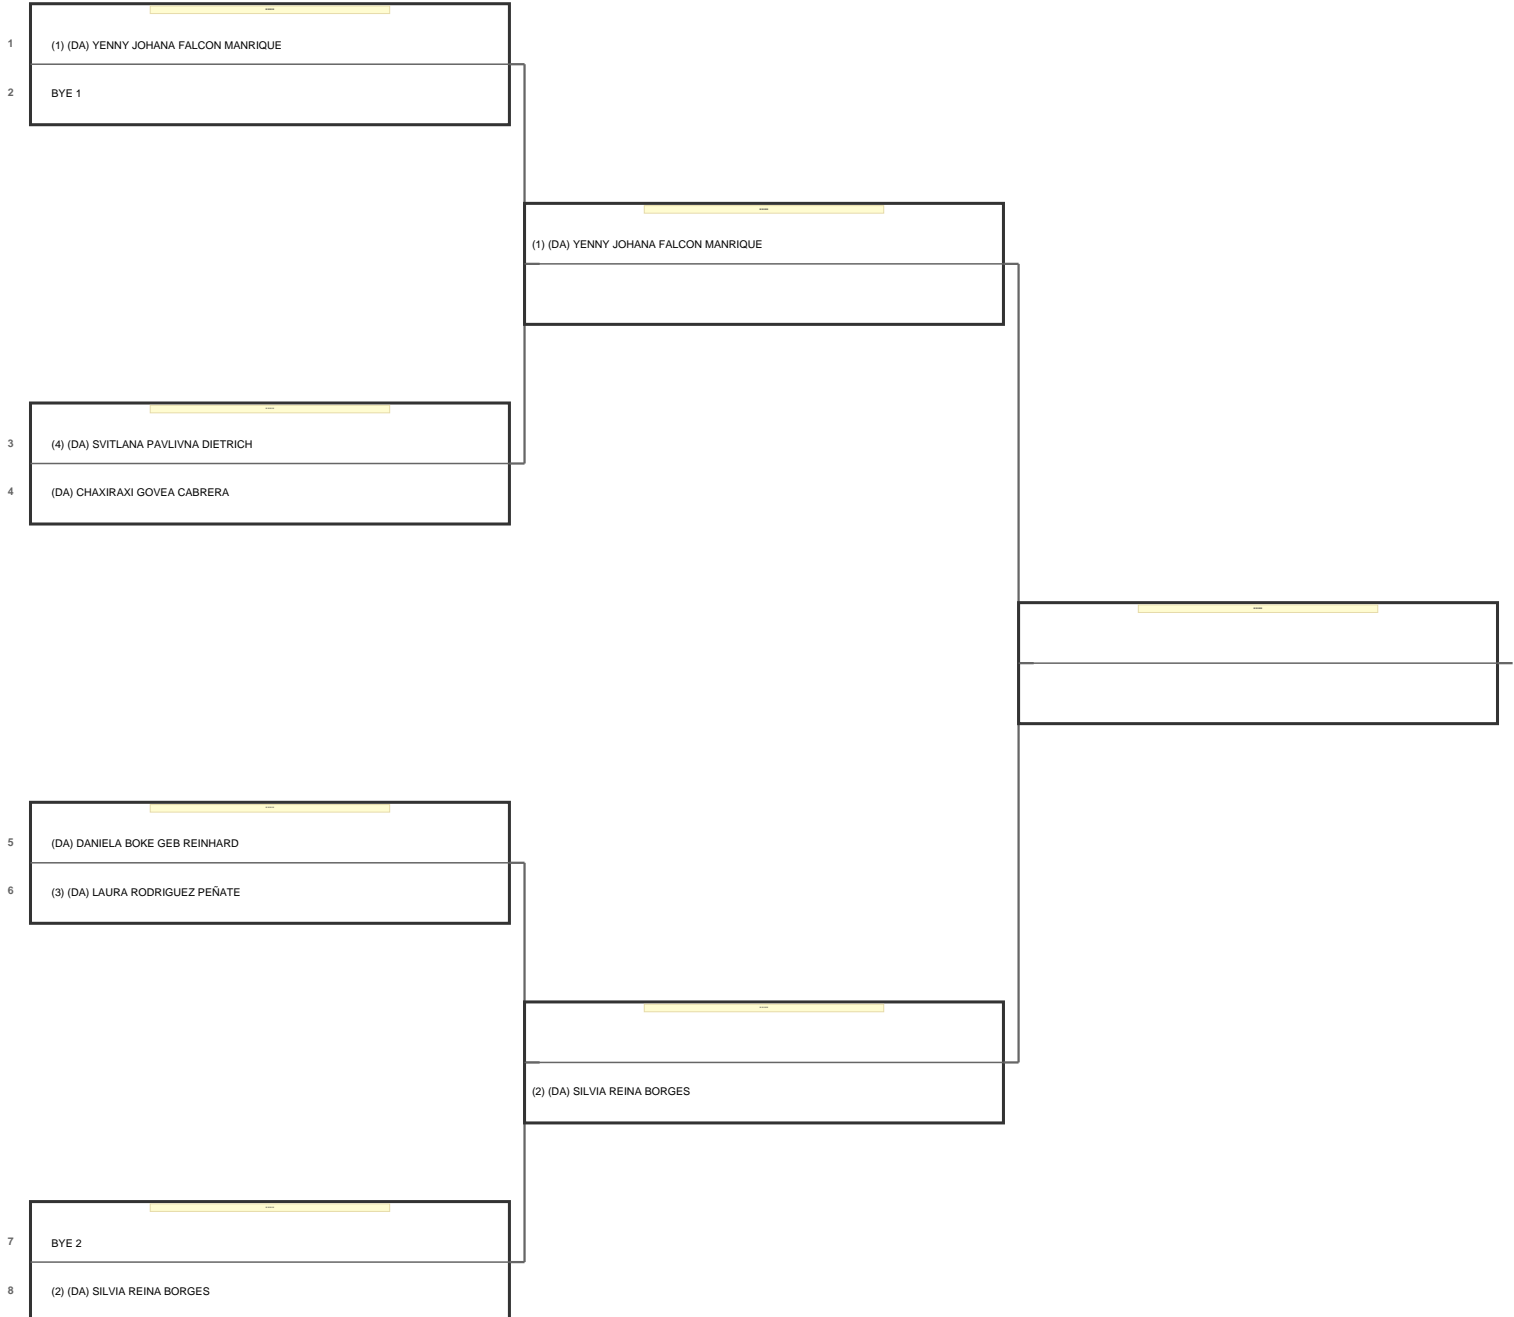 1 (1) (DA) YENNY JOHANA FALCON MANRIQUE
2 BYE 1
(1) (DA) YENNY JOHANA FALCON MANRIQUE
3 (4) (DA) SVITLANA PAVLIVNA DIETRICH
4 (DA) CHAXIRAXI GOVEA CABRERA
5 (DA) DANIELA BOKE GEB REINHARD
6 (3) (DA) LAURA RODRIGUEZ PEÑATE
(2) (DA) SILVIA REINA BORGES
7 BYE 2
8 (2) (DA) SILVIA REINA BORGES